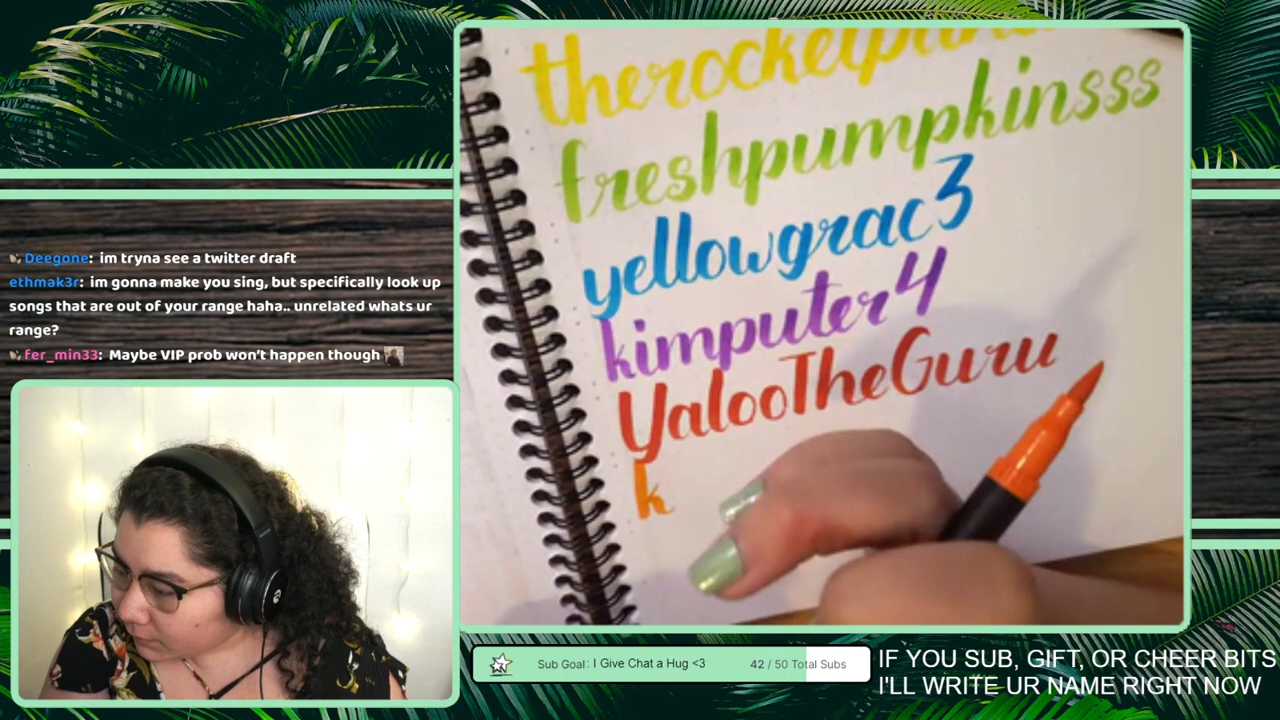 freshpumpkinsss
yellowgrac3
kimputer4
YalooTheGuru
k
Deegone: im tryna see a twitter draft
ethmak3r: im gonna make you sing, but specifically look up
songs that are out of your range haha.. unrelated whats ur
range?
fer_min33: Maybe VIP prob won't happen though
Sub Goal: I Give Chat a Hug <3 42 / 50 Total Subs
IF YOU SUB, GIFT, OR CHEER BITS
I'LL WRITE UR NAME RIGHT NOW